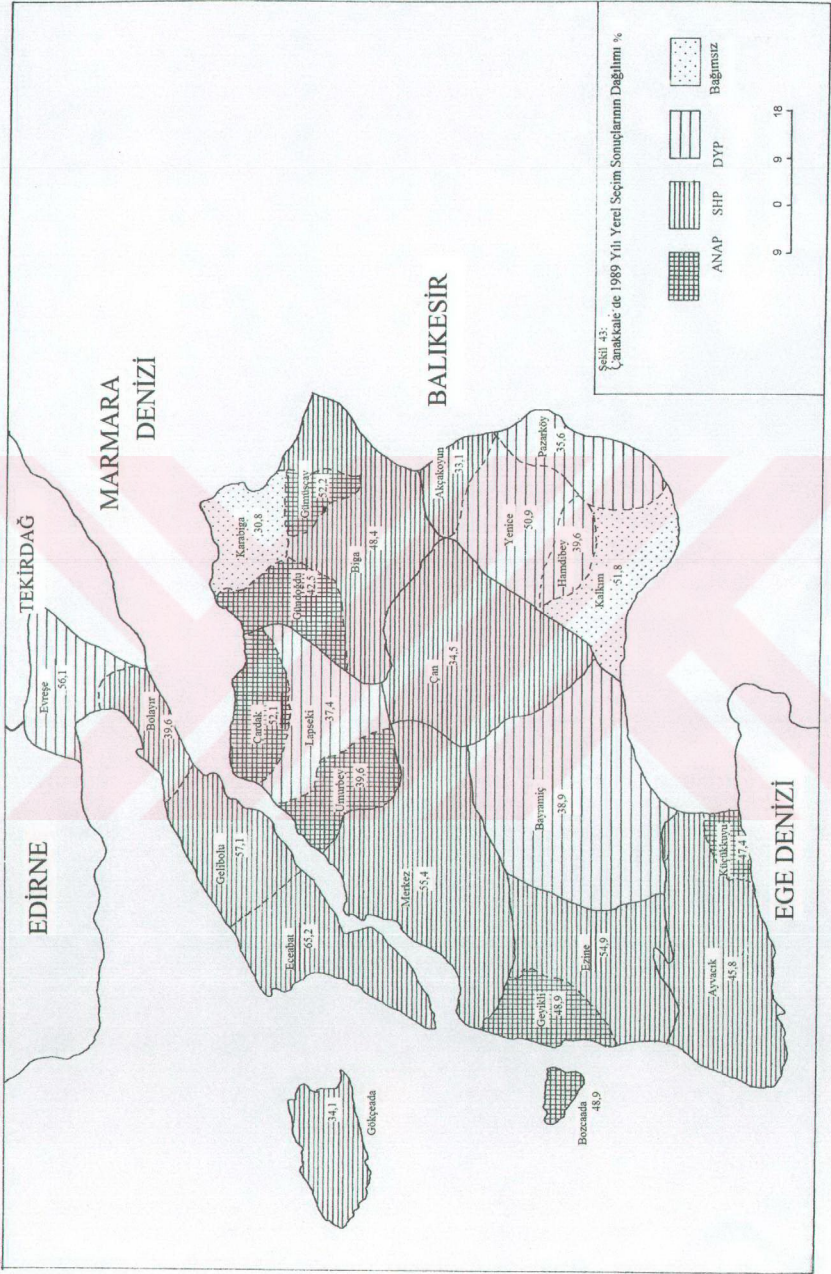 EDİRNE
TEKİRDAĞ
MARMARA
DENİZİ
BALIKESİR
EGE DENİZİ
Evreşe
56,1
Bolayır
39,6
Gelibolu
57,1
Eceabat
65,2
Gökçeada
34,1
Bozcaada
48,9
Karabiga
30,8
Gümüşçay
52,2
Gündoğdu
42,5
Biga
48,4
Çardak
52,1
Lapseki
37,4
Umurbey
39,6
Merkez
55,4
Çan
34,5
Akçakoyun
33,1
Yenice
50,9
Pazarköy
35,6
Hamdibey
39,6
Kalkım
51,8
Bayramiç
38,9
Ezine
54,9
Geyikli
48,9
Ayvacık
45,8
Küçükkuyu
47,4
Şekil 43:
Çanakkale'de 1989 Yılı Yerel Seçim Sonuçlarının Dağılımı %
ANAP SHP DYP Bağımsız
9 0 9 18